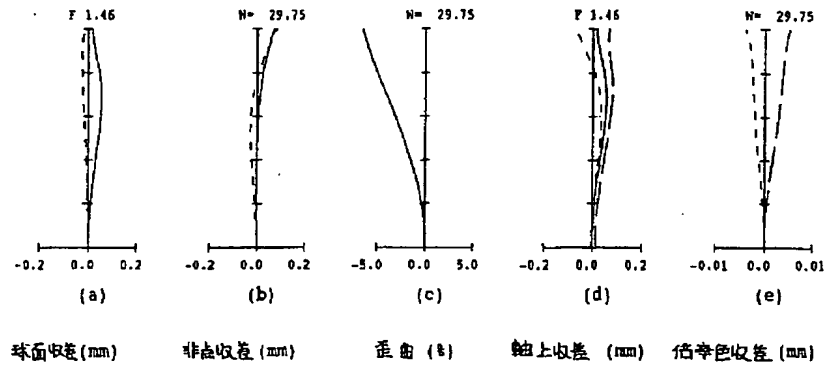 F 1.46 W= 29.75 W= 29.75 F 1.46 W= 29.75
-0.2 0.0 0.2 -0.2 0.0 0.2 -5.0 0.0 5.0 -0.2 0.0 0.2 -0.01 0.0 0.01
(a) (b) (c) (d) (e)
球面収差(mm) 非点収差(mm) 歪曲(%) 軸上収差 (mm) 倍率色収差(mm)